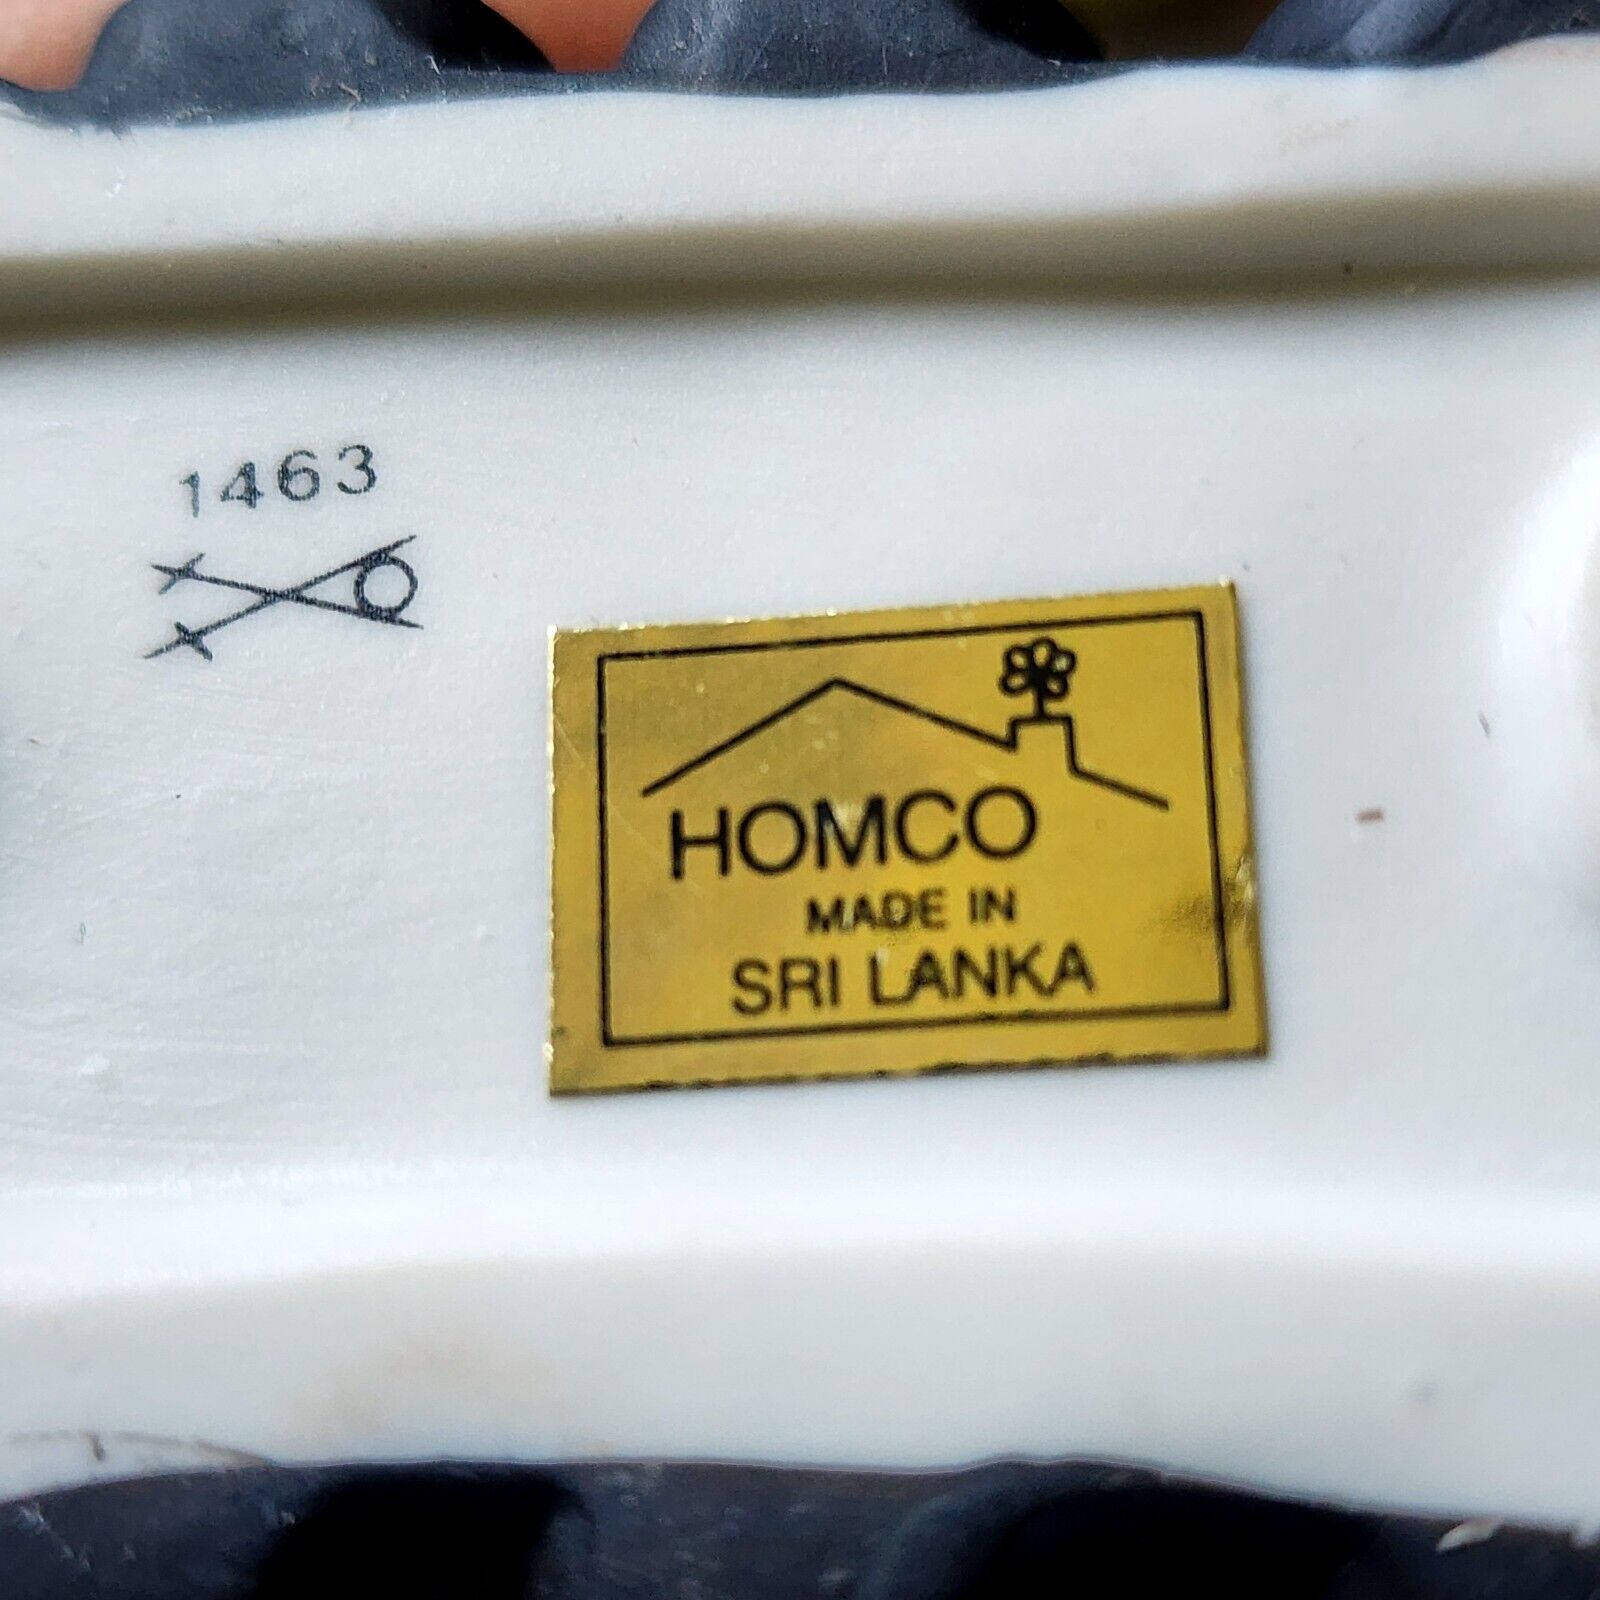 1463
HOMCO
MADE IN
SRI LANKA